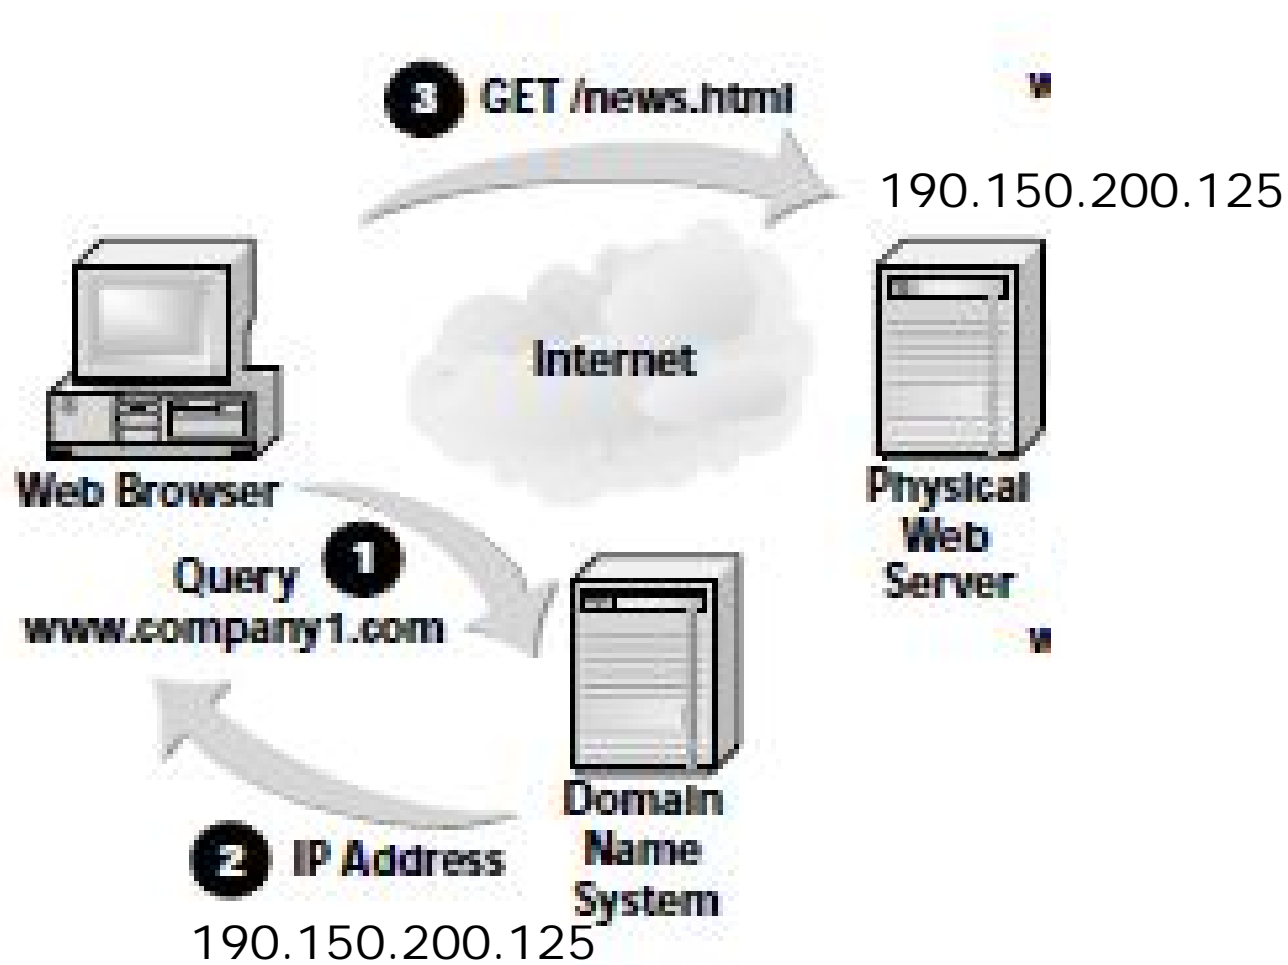 3 GET /news.html
w
190.150.200.125
Internet
Web Browser
Physical
Web
Server
1
Query
www.company1.com
w
Domain
Name
System
2 IP Address
190.150.200.125